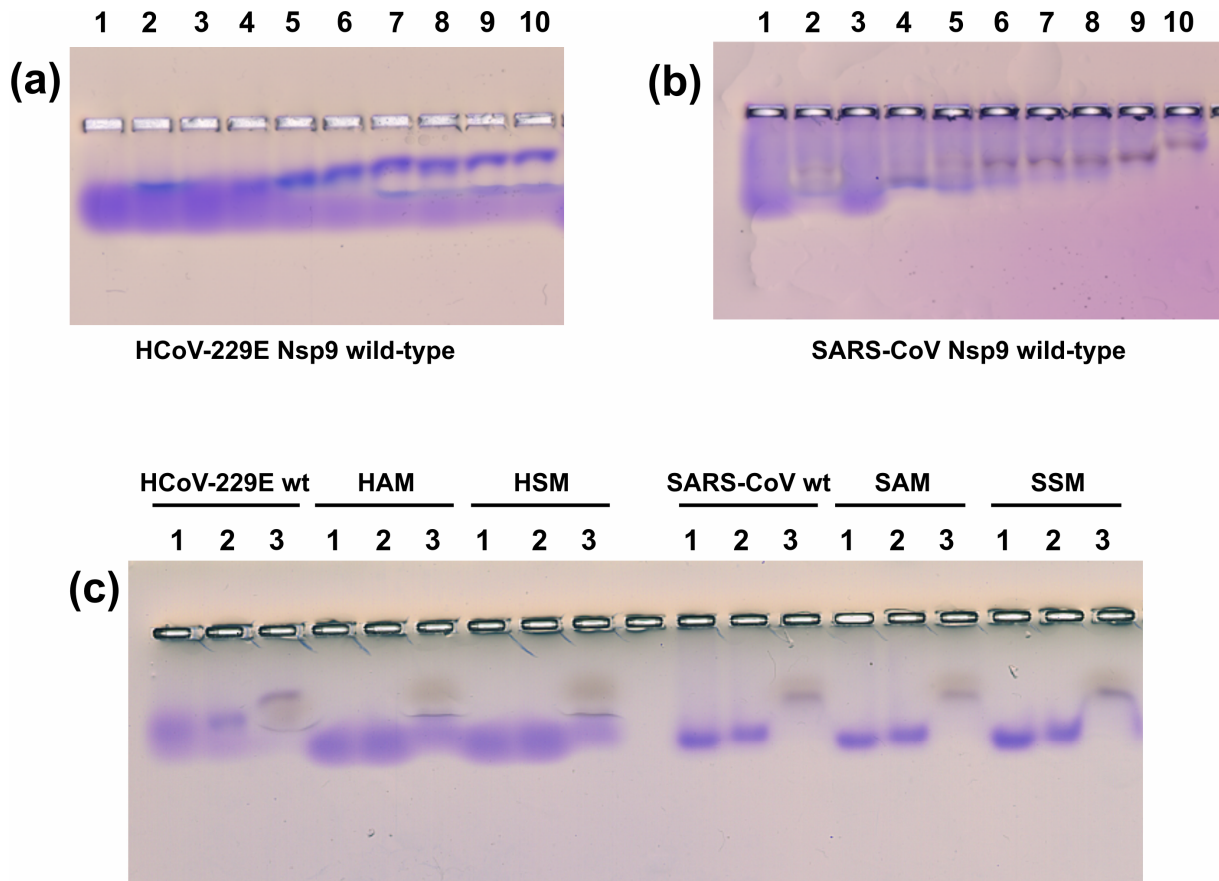 1 2 3 4 5 6 7 8 9 10
(a)
HCoV-229E Nsp9 wild-type
1 2 3 4 5 6 7 8 9 10
(b)
SARS-CoV Nsp9 wild-type
HCoV-229E wt HAM HSM SARS-CoV wt SAM SSM
1 2 3 1 2 3 1 2 3 1 2 3 1 2 3 1 2 3
(c)